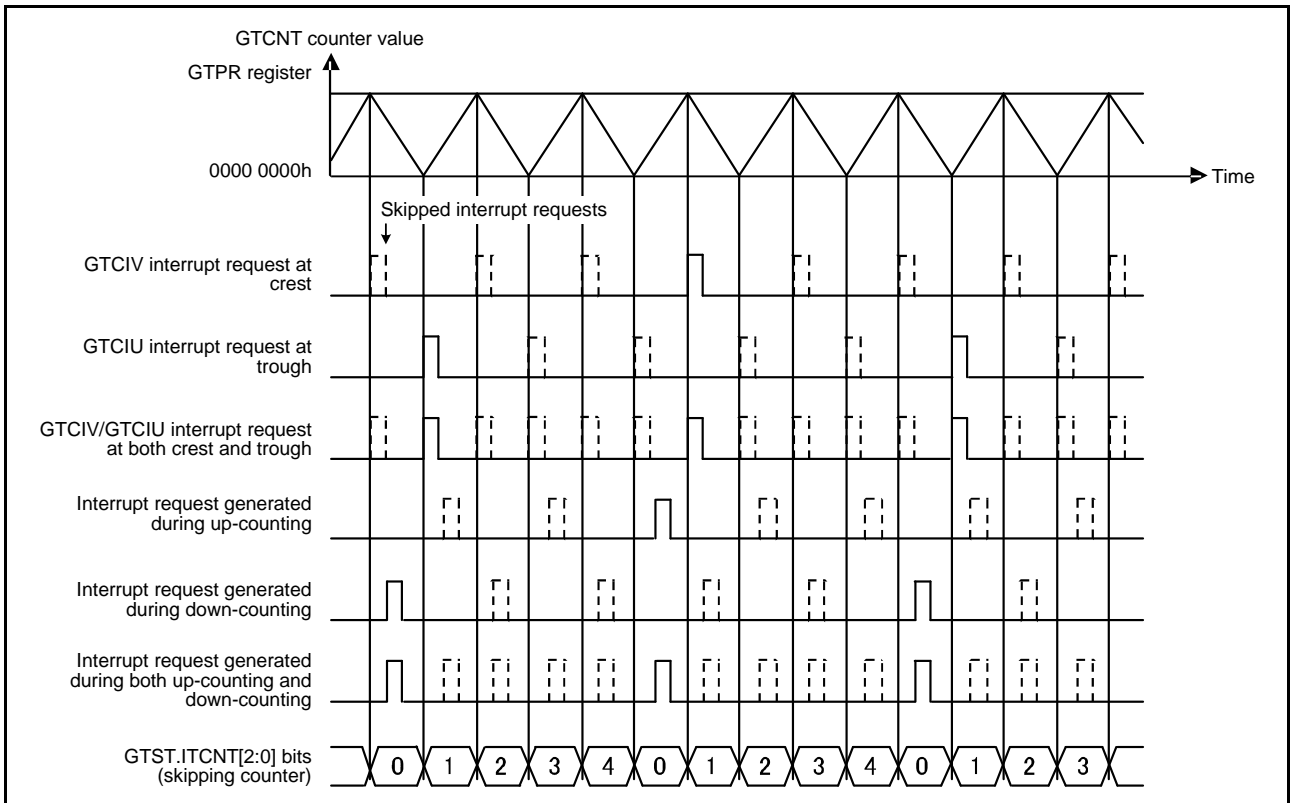 GTCNT counter value
GTPR register
0000 0000h
Time
Skipped interrupt requests
GTCIV interrupt request at
crest
GTCIU interrupt request at
trough
GTCIV/GTCIU interrupt request
at both crest and trough
Interrupt request generated
during up-counting
Interrupt request generated
during down-counting
Interrupt request generated
during both up-counting and
down-counting
GTST.ITCNT[2:0] bits
(skipping counter)
0 1 2 3 4 0 1 2 3 4 0 1 2 3